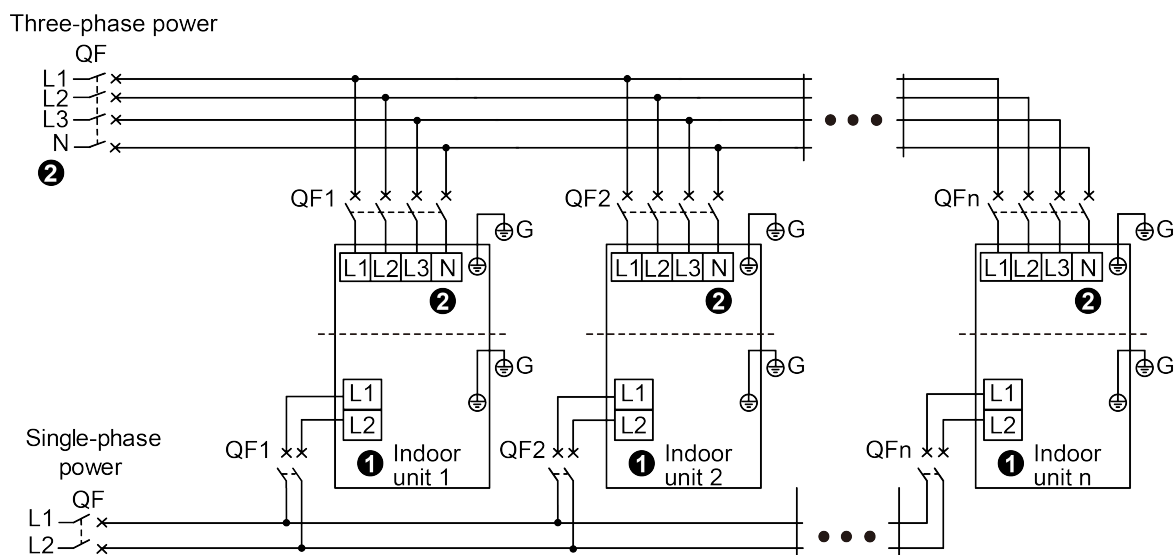 Three-phase power
QF
L1
L2
L3
N
2
QF1
QF2
QFn
G
G
G
L1 L2 L3 N
L1 L2 L3 N
L1 L2 L3 N
2
2
2
G
G
G
L1
L2
L1
L2
L1
L2
QF1
QF2
QFn
1 Indoor
unit 1
1 Indoor
unit 2
1 Indoor
unit n
Single-phase
power
QF
L1
L2